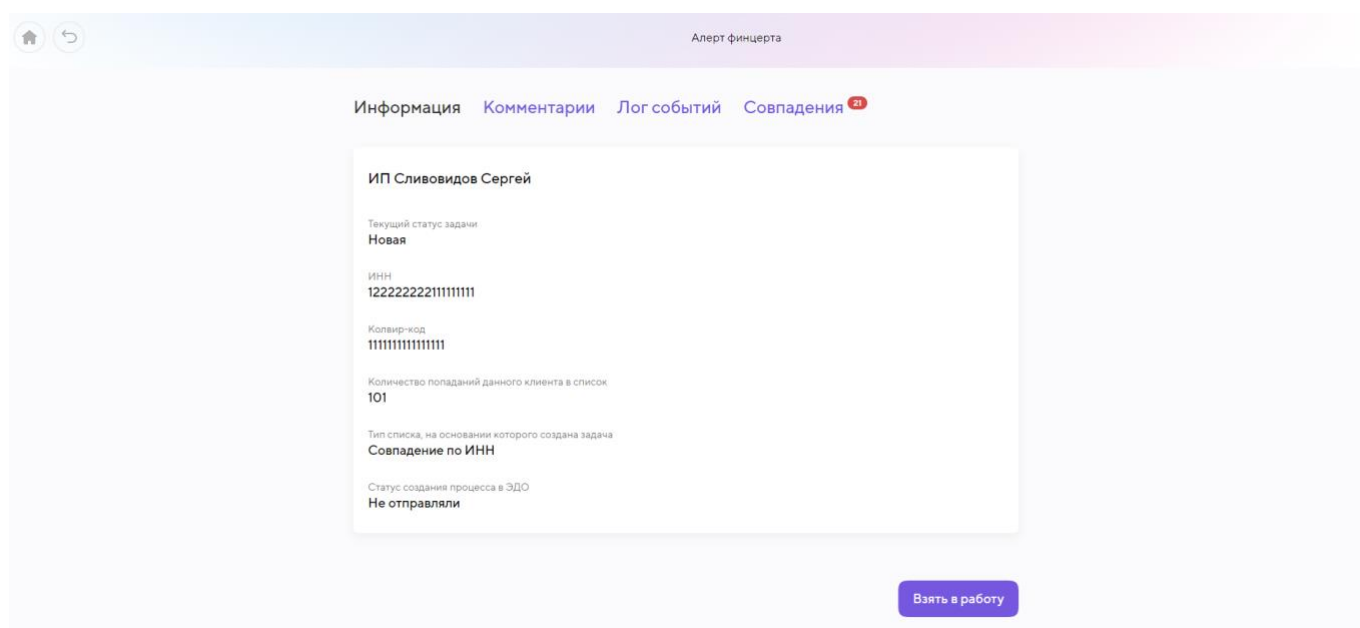 Алерт финцерта
Информация Комментарии Лог событий Совпадения 21
ИП Сливовидов Сергей
Текущий статус задачи
Новая
ИНН
122222222111111111
Колвир-код
1111111111111111
Количество попаданий данного клиента в список
101
Тип списка, на основании которого создана задача
Совпадение по ИНН
Статус создания процесса в ЭДО
Не отправляли
Взять в работу